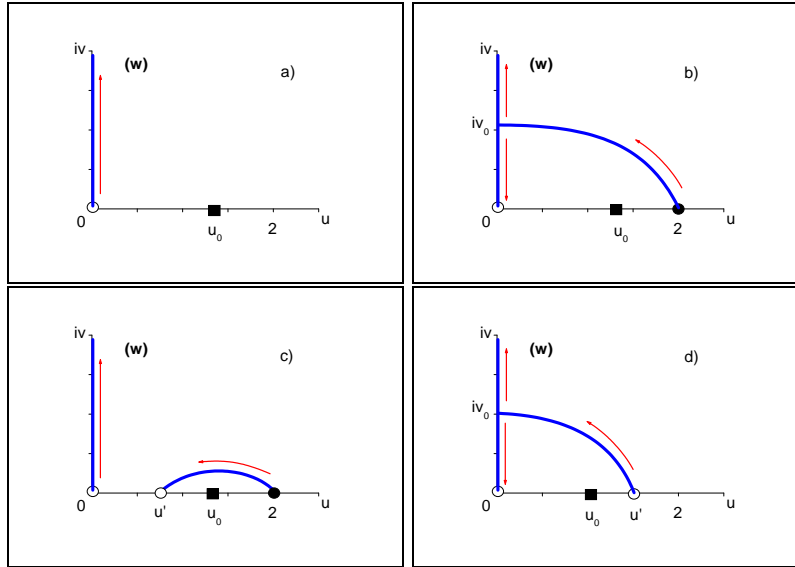 iv
(w)
a)
0
u₀
2
u
iv
(w)
b)
iv₀
0
u₀
2
u
iv
(w)
c)
0
u'
u₀
2
u
iv
(w)
d)
iv₀
0
u₀
u'
2
u